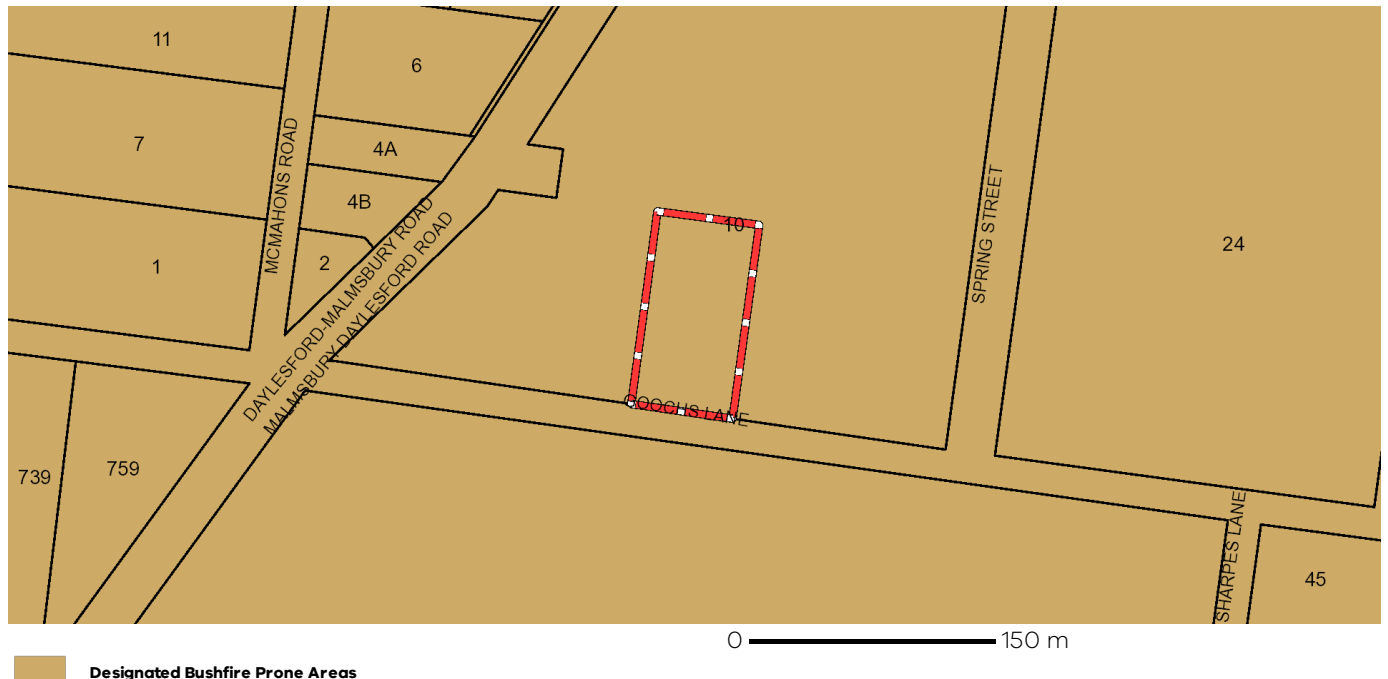 11
6
7
MCMAHONS ROAD
4A
4B
10
1
2
DAYLESFORD-MALMSBURY ROAD
MALMSBURY DAYLESFORD ROAD
SPRING STREET
24
GOOCHS LANE
739
759
SHARPES LANE
45
0 150 m
Designated Bushfire Prone Areas